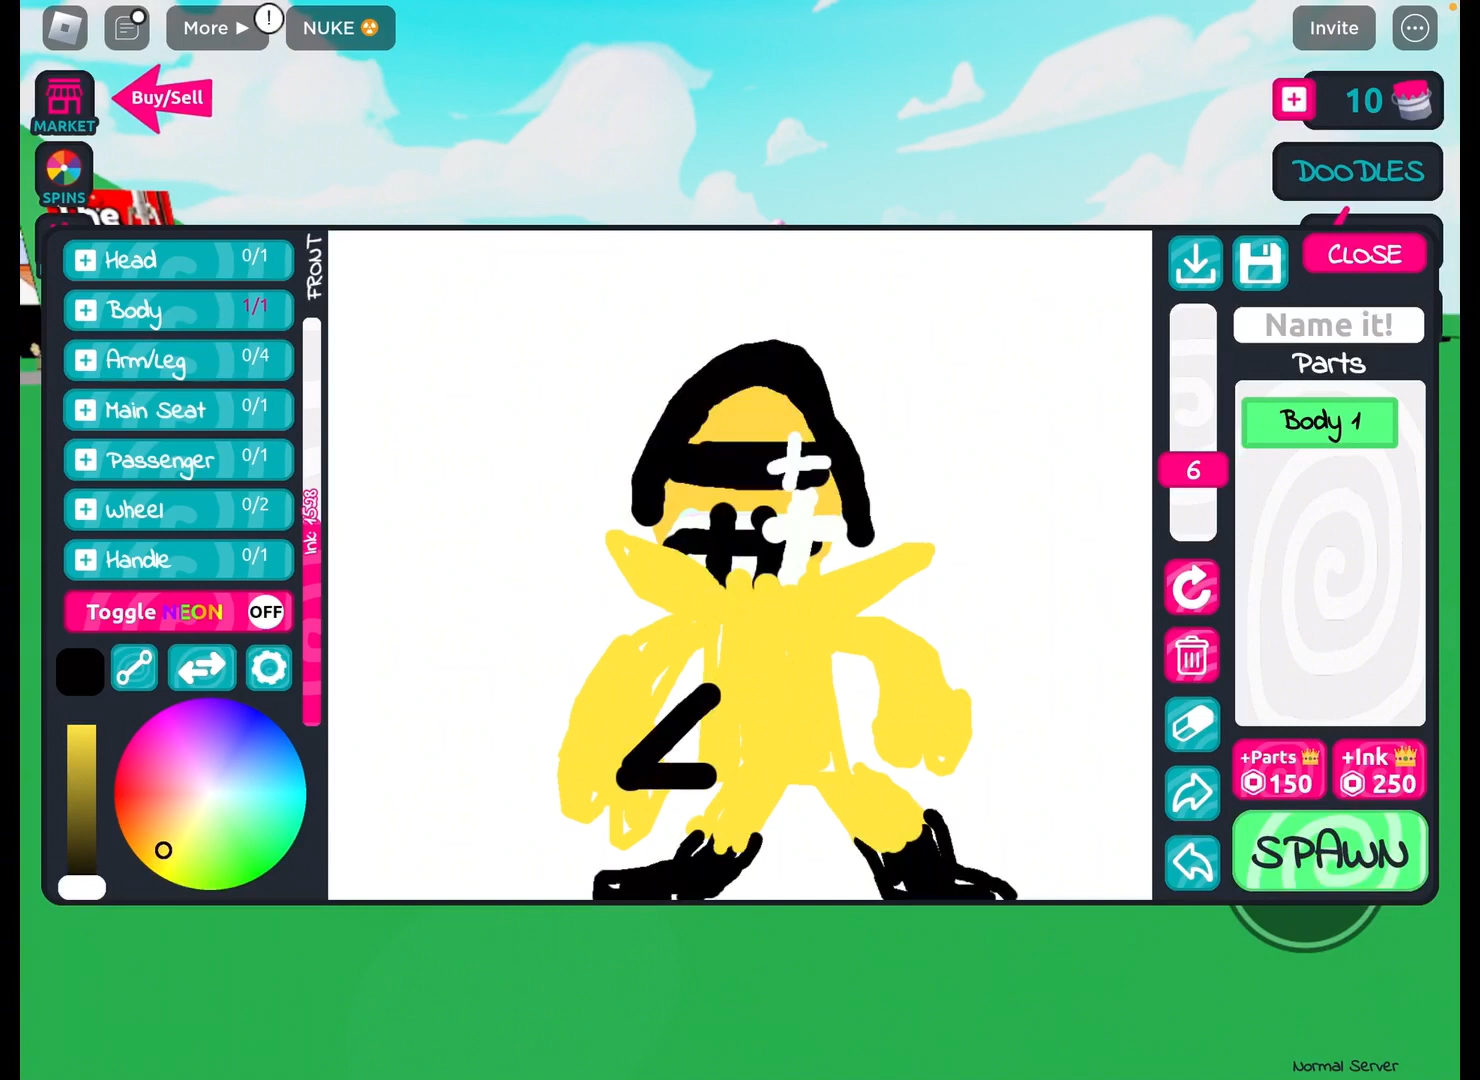 More ▶ ! NUKE ☢
Invite
Buy/Sell
MARKET
10
SPINS
DOODLES
he
FRONT
Head 0/1
Body 1/1
Arm/Leg 0/4
Main Seat 0/1
Passenger 0/1
Wheel 0/2
Handle 0/1
Ink: 1598
Toggle NEON OFF
CLOSE
Name it!
Parts
Body 1
6
+Parts 150
+Ink 250
SPAWN
Normal Server